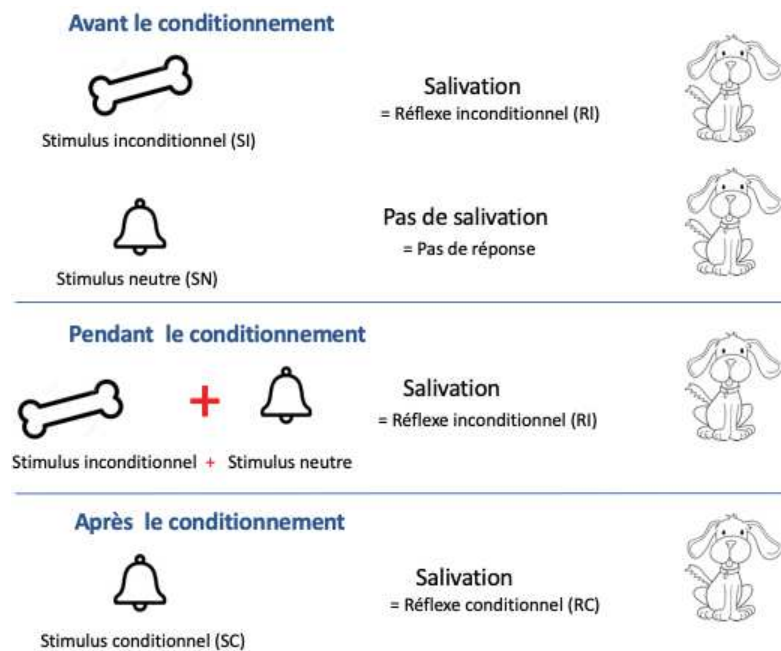 Avant le conditionnement
Salivation
= Réflexe inconditionnel (RI)
Stimulus inconditionnel (SI)
Pas de salivation
= Pas de réponse
Stimulus neutre (SN)
Pendant le conditionnement
+
Salivation
= Réflexe inconditionnel (RI)
Stimulus inconditionnel + Stimulus neutre
Après le conditionnement
Salivation
= Réflexe conditionnel (RC)
Stimulus conditionnel (SC)